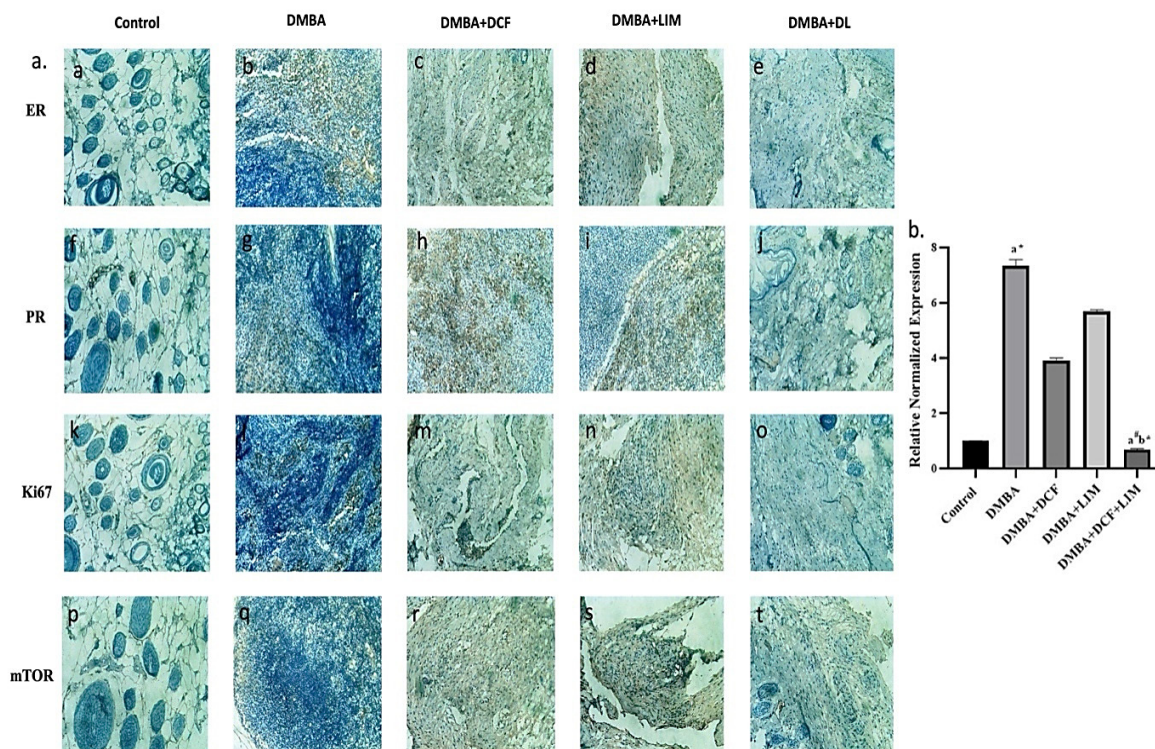 Control DMBA DMBA+DCF DMBA+LIM DMBA+DL
a.
a b c d e
ER
f g h i j
PR
k l m n o
Ki67
p q r s t
mTOR
b.
Relative Normalized Expression
8
6
4
2
0
a*
a#b*
Control
DMBA
DMBA+DCF
DMBA+LIM
DMBA+DCF+LIM